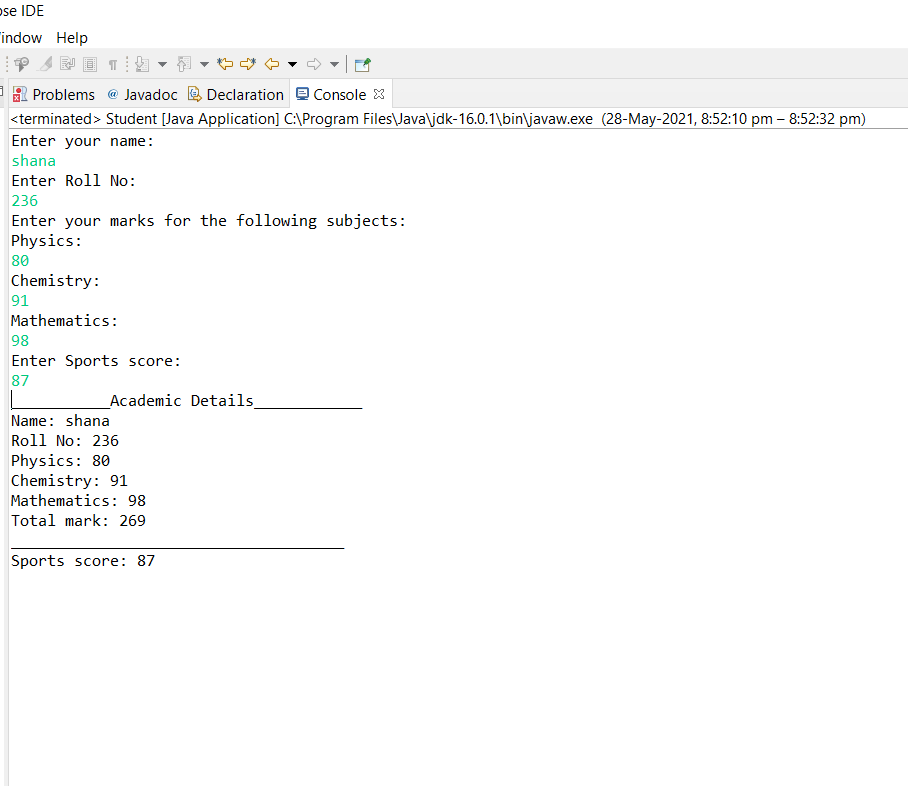 ose IDE
indow Help
Problems @ Javadoc Declaration Console
<terminated> Student [Java Application] C:\Program Files\Java\jdk-16.0.1\bin\javaw.exe (28-May-2021, 8:52:10 pm – 8:52:32 pm)
Enter your name:
shana
Enter Roll No:
236
Enter your marks for the following subjects:
Physics:
80
Chemistry:
91
Mathematics:
98
Enter Sports score:
87
___________Academic Details____________
Name: shana
Roll No: 236
Physics: 80
Chemistry: 91
Mathematics: 98
Total mark: 269
_____________________________________
Sports score: 87